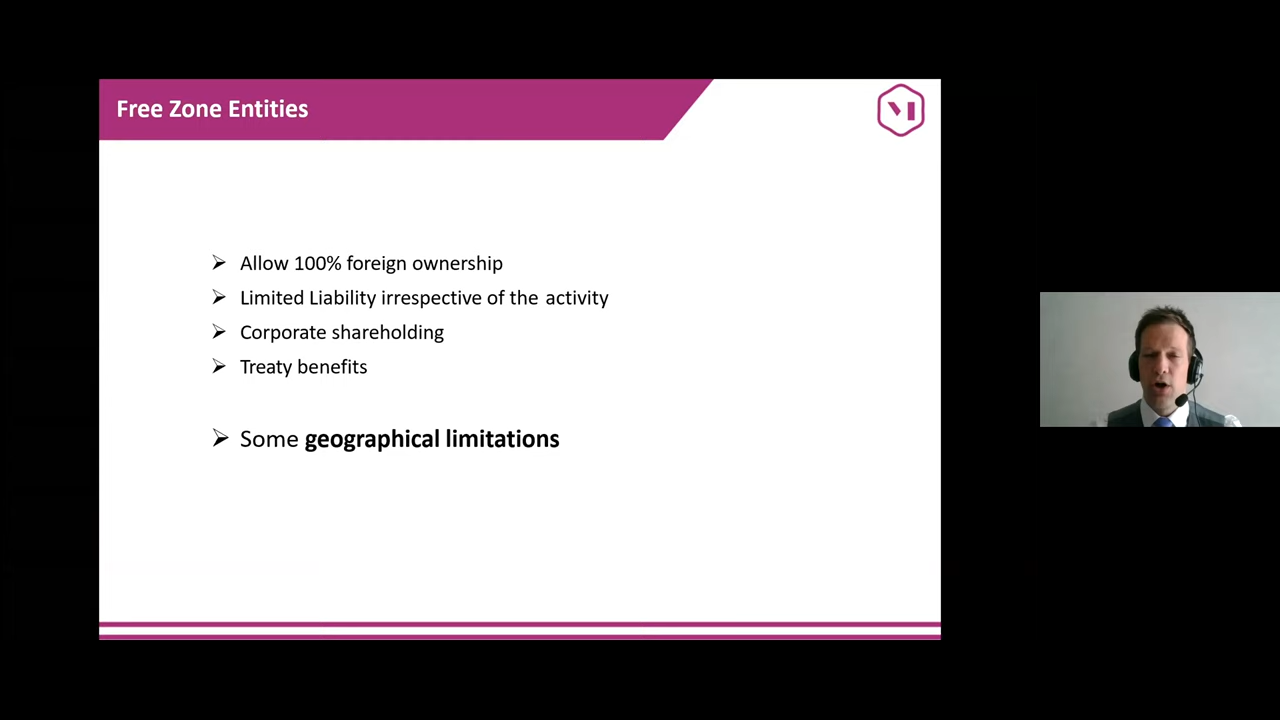 Free Zone Entities
Allow 100% foreign ownership
Limited Liability irrespective of the activity
Corporate shareholding
Treaty benefits
Some geographical limitations